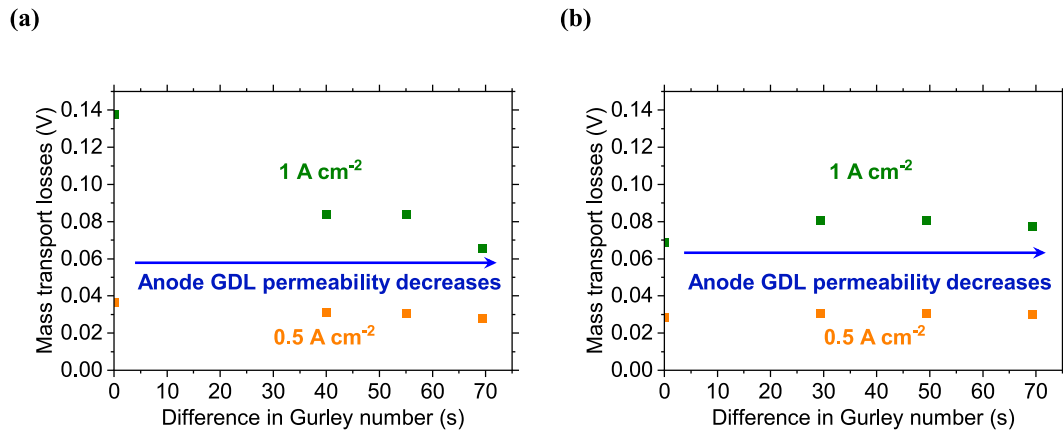 (a)
(b)
Mass transport losses (V)
0.14
0.12
0.10
0.08
0.06
0.04
0.02
0.00
1 A cm⁻²
Anode GDL permeability decreases
0.5 A cm⁻²
0 10 20 30 40 50 60 70
Difference in Gurley number (s)
Mass transport losses (V)
0.14
0.12
0.10
0.08
0.06
0.04
0.02
0.00
1 A cm⁻²
Anode GDL permeability decreases
0.5 A cm⁻²
0 10 20 30 40 50 60 70
Difference in Gurley number (s)